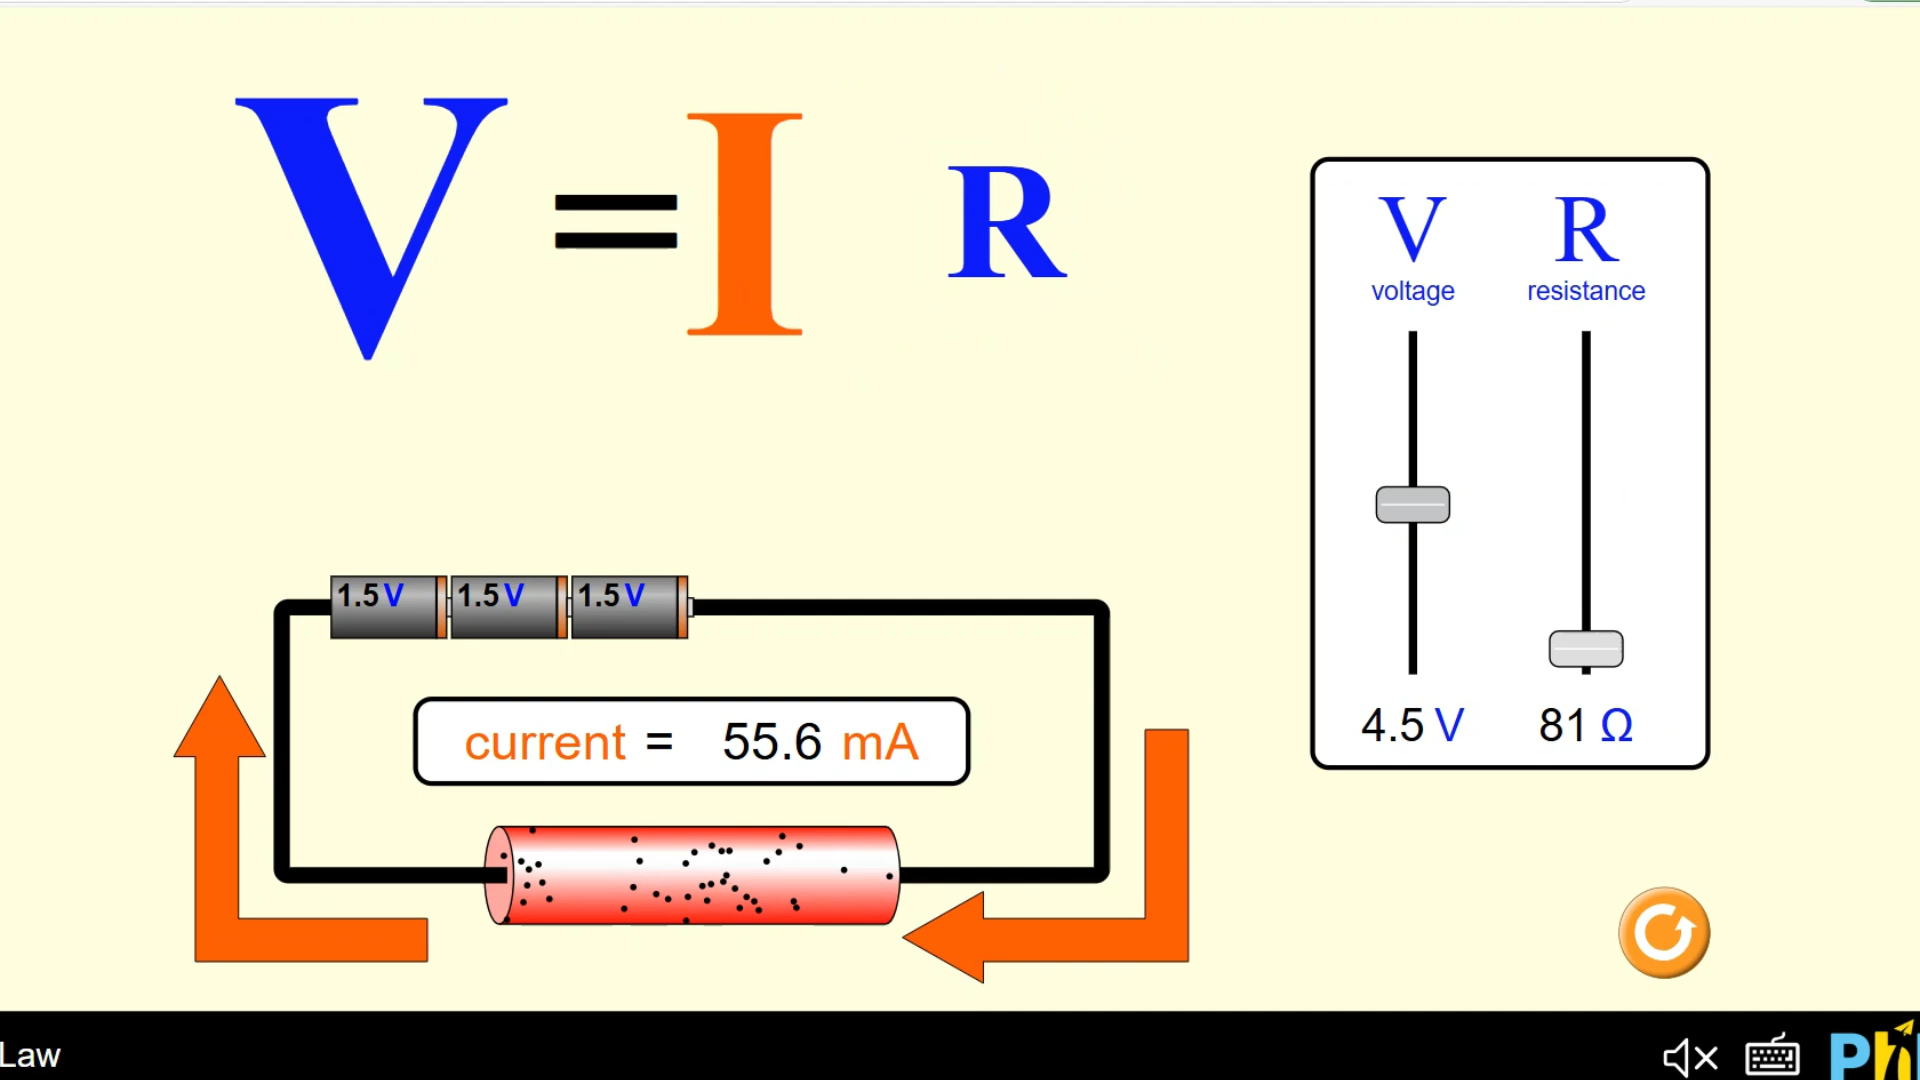 V = I R
V R
voltage resistance
1.5 V 1.5 V 1.5 V
4.5 V 81 Ω
current = 55.6 mA
Law